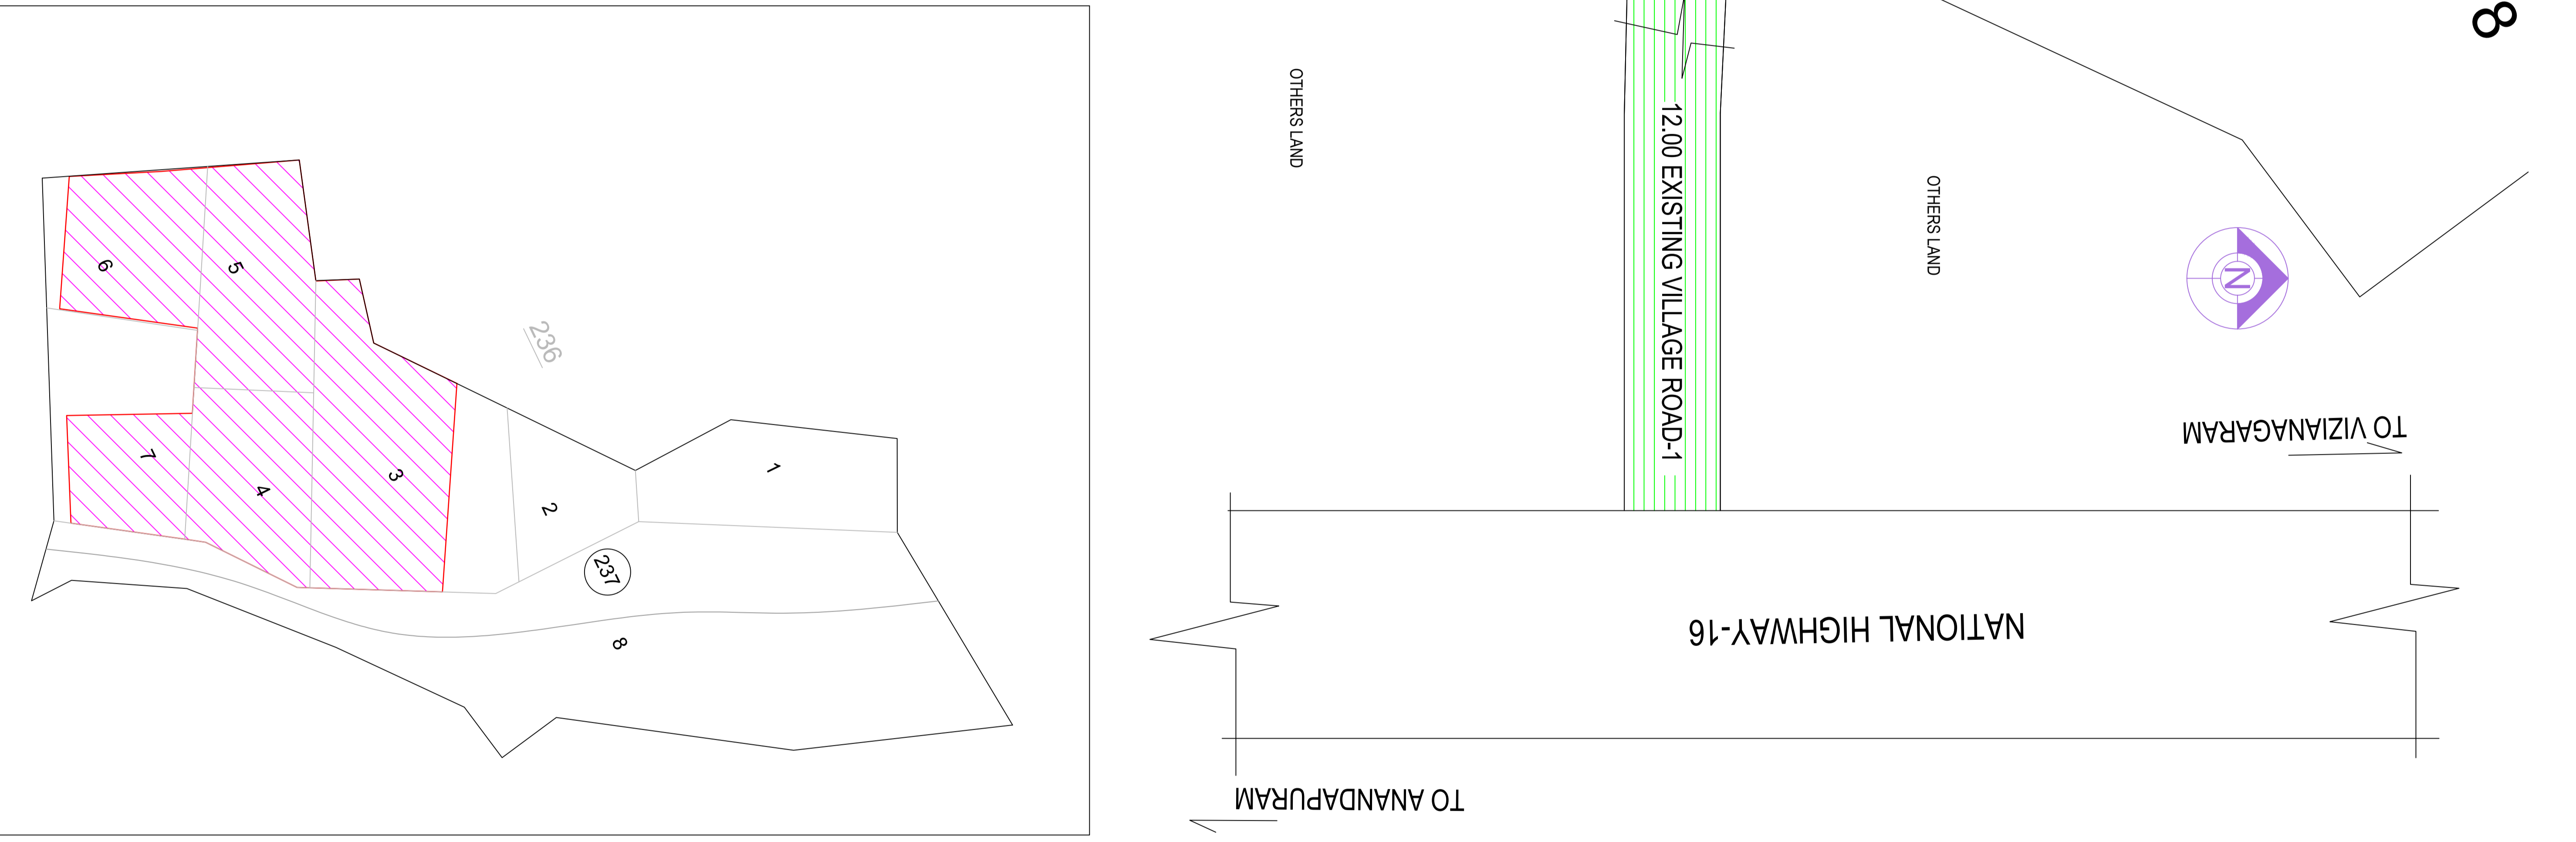 6
5
7
4
3
2
1
236
237
8
OTHERS LAND
12.00 EXISTING VILLAGE ROAD-1
OTHERS LAND
N
8
TO VIZIANAGARAM
NATIONAL HIGHWAY-16
TO ANANDAPURAM